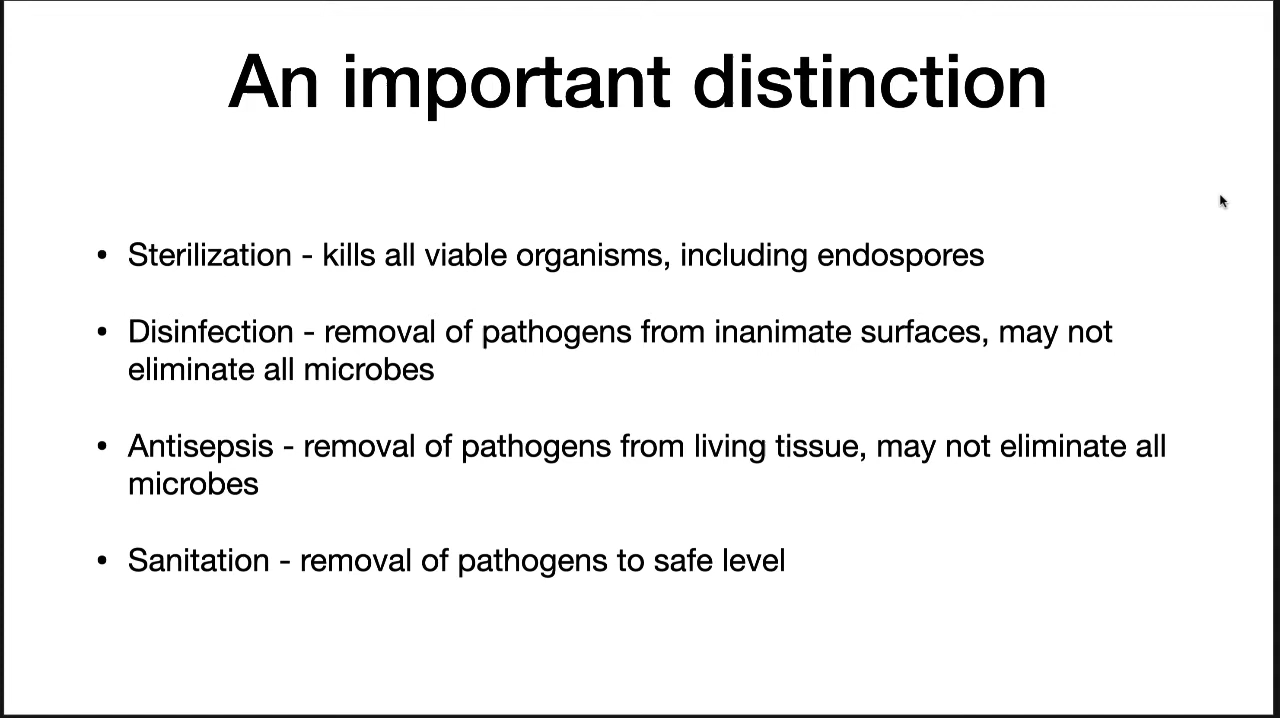 An important distinction
• Sterilization - kills all viable organisms, including endospores
• Disinfection - removal of pathogens from inanimate surfaces, may not
eliminate all microbes
• Antisepsis - removal of pathogens from living tissue, may not eliminate all
microbes
• Sanitation - removal of pathogens to safe level